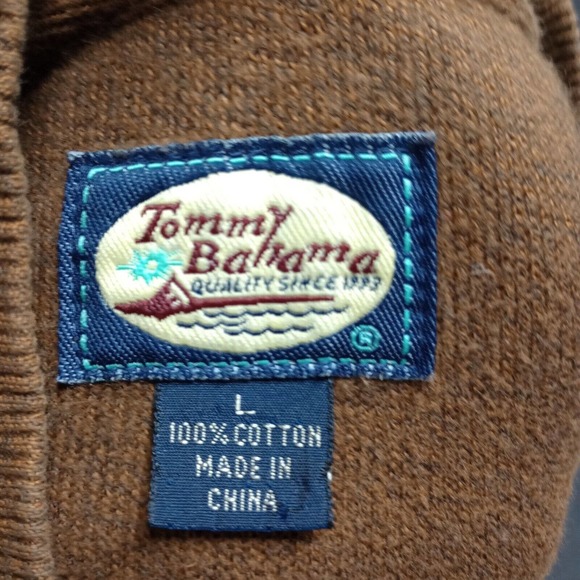 Tommy
Bahama
QUALITY SINCE 1993
®
L
100% COTTON
MADE IN
CHINA